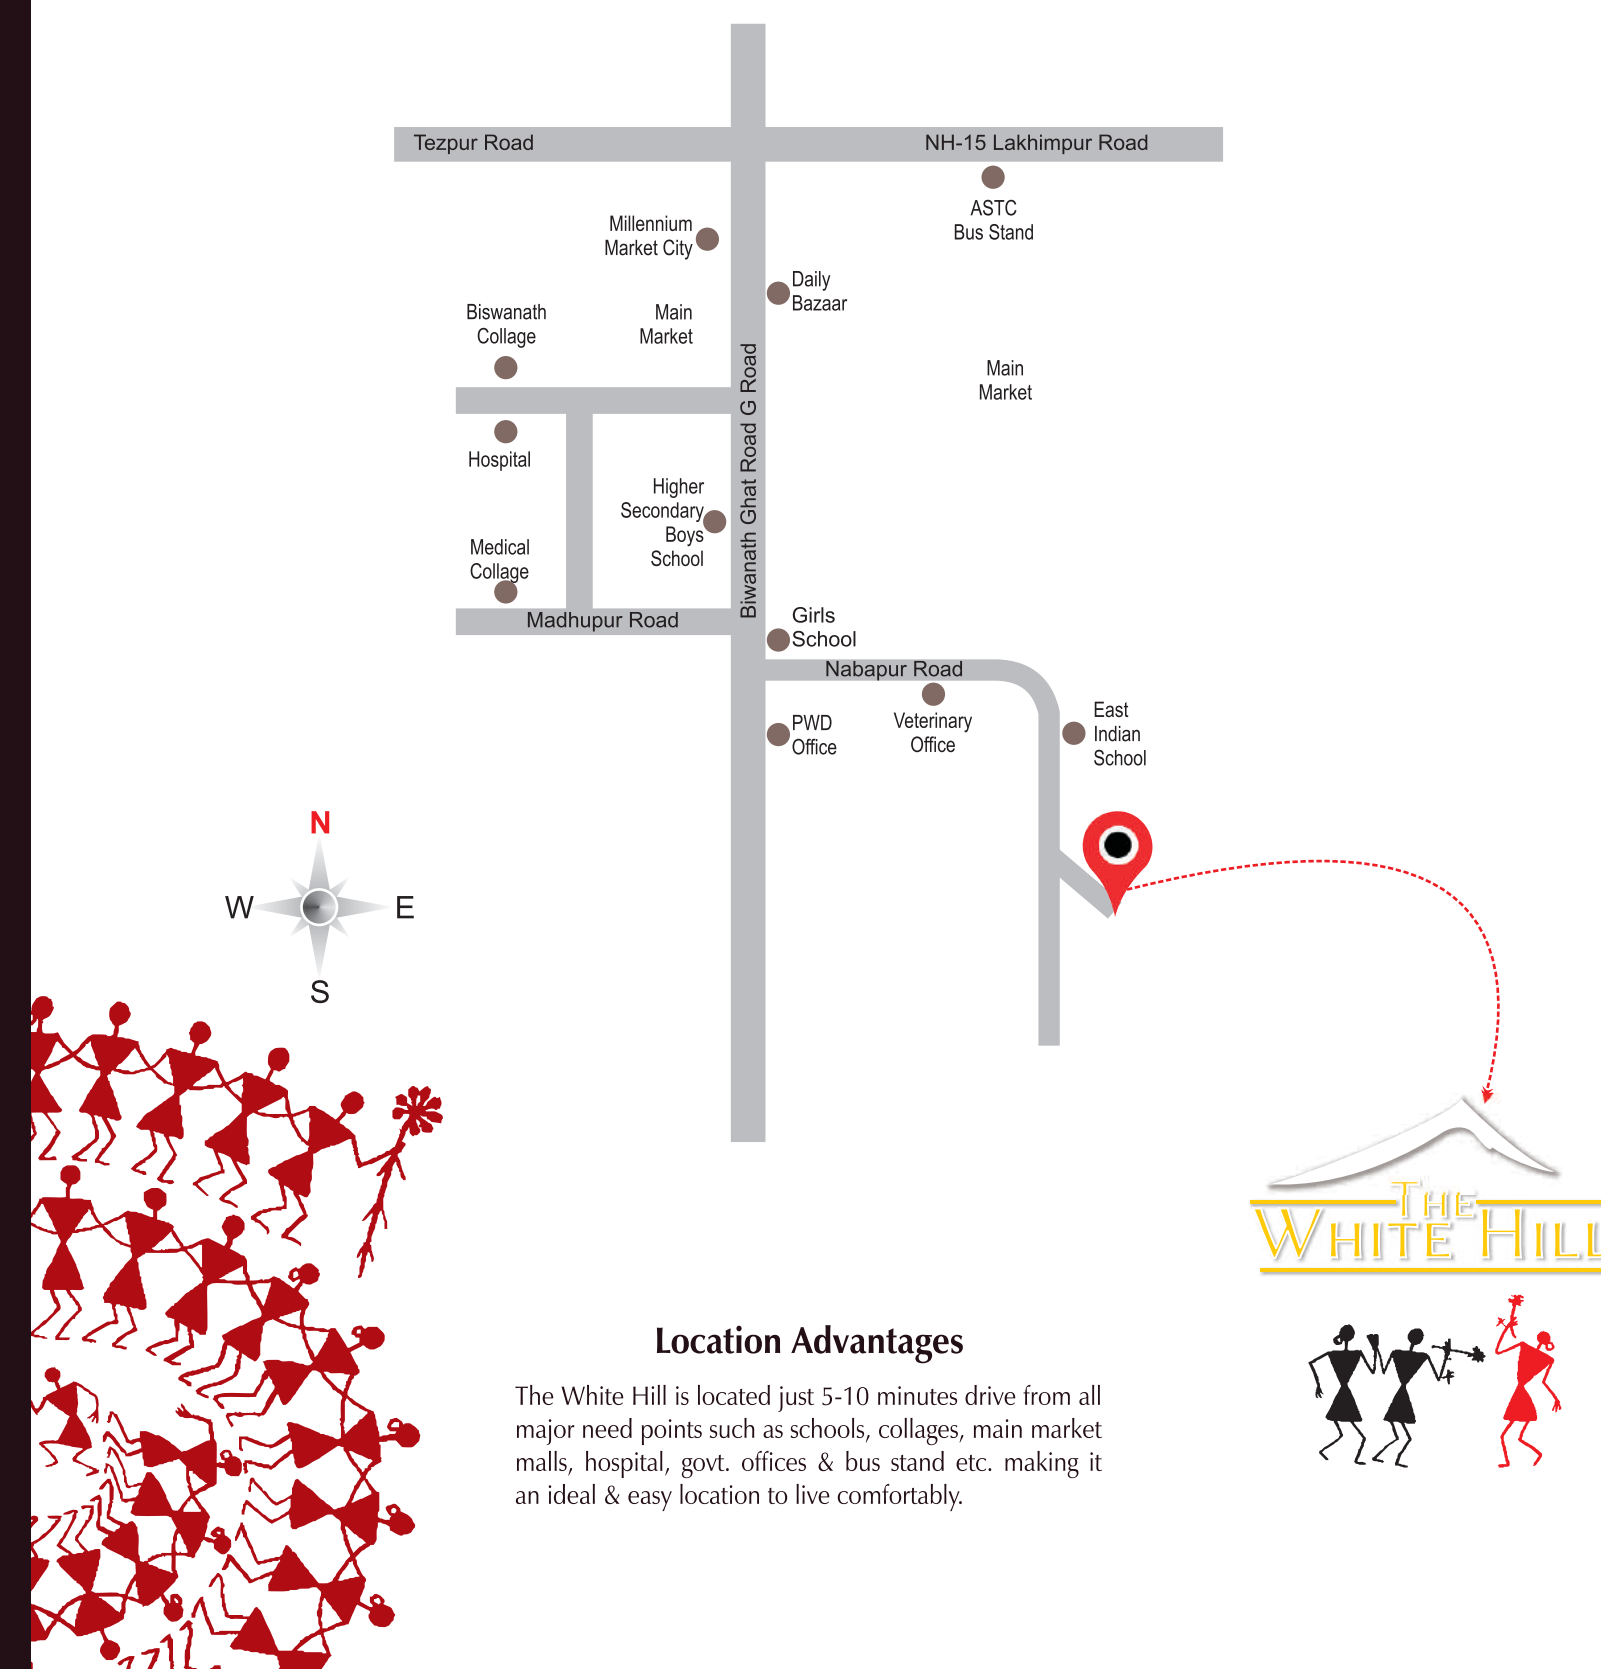 Tezpur Road
NH-15 Lakhimpur Road
ASTC
Bus Stand
Millennium
Market City
Daily
Bazaar
Biswanath
Collage
Main
Market
Main
Market
Biwanath Ghat Road G Road
Hospital
Higher
Secondary
Boys
School
Medical
Collage
Madhupur Road
Girls
School
Nabapur Road
PWD
Office
Veterinary
Office
East
Indian
School
N
W
E
S
THE
WHITE HILL
Location Advantages
The White Hill is located just 5-10 minutes drive from all
major need points such as schools, collages, main market
malls, hospital, govt. offices & bus stand etc. making it
an ideal & easy location to live comfortably.